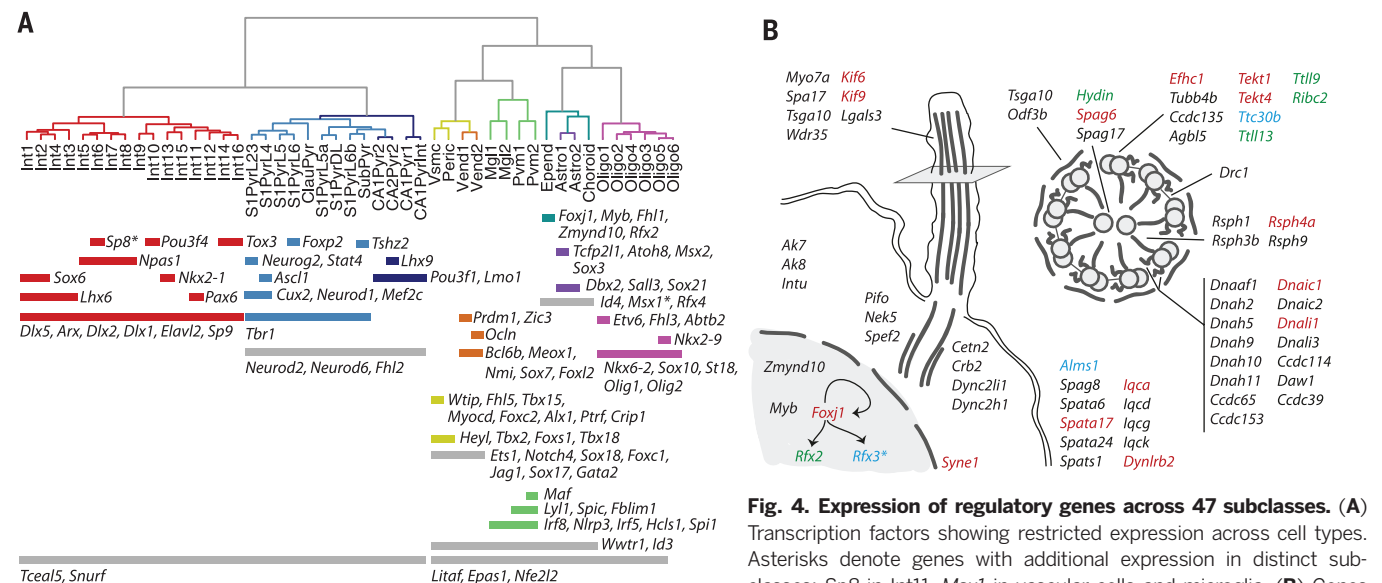 A
Int1
Int2
Int4
Int5
Int6
Int7
Int8
Int9
Int10
Int13
Int15
Int11
Int12
Int14
Int16
S1PyrL23
S1PyrL4
S1PyrL5
S1PyrL6
ClauPyr
S1PyrL5a
S1PyrDL
S1PyrL6b
SubPyr
CA1Pyr2
CA2Pyr2
CA1Pyr1
CA1PyrInt
Vsmc
Peric
Vend1
Vend2
Mgl1
Mgl2
Pvm1
Pvm2
Epend
Astro1
Astro2
Choroid
Oligo1
Oligo2
Oligo4
Oligo3
Oligo5
Oligo6
Sp8* Pou3f4 Tox3 Foxp2 Tshz2
Npas1 Neurog2, Stat4 Lhx9
Sox6 Nkx2-1 Ascl1 Pou3f1, Lmo1
Lhx6 Pax6 Cux2, Neurod1, Mef2c
Dlx5, Arx, Dlx2, Dlx1, Elavl2, Sp9
Tbr1
Neurod2, Neurod6, Fhl2
Foxj1, Myb, Fhl1,
Zmynd10, Rfx2
Tcfp2l1, Atoh8, Msx2,
Sox3
Dbx2, Sall3, Sox21
Id4, Msx1*, Rfx4
Prdm1, Zic3
Etv6, Fhl3, Abtb2
Ocln
Nkx2-9
Bcl6b, Meox1,
Nmi, Sox7, Foxl2
Nkx6-2, Sox10, St18,
Olig1, Olig2
Wtip, Fhl5, Tbx15,
Myocd, Foxc2, Alx1, Ptrf, Crip1
Heyl, Tbx2, Foxs1, Tbx18
Ets1, Notch4, Sox18, Foxc1,
Jag1, Sox17, Gata2
Maf
Lyl1, Spic, Fblim1
Irf8, Nlrp3, Irf5, Hcls1, Spi1
Wwtr1, Id3
Tceal5, Snurf
Litaf, Epas1, Nfe2l2
B
Myo7a Kif6
Spa17 Kif9
Tsga10 Lgals3
Wdr35
Tsga10
Odf3b
Hydin
Spag6
Spag17
Efhc1 Tekt1 Ttll9
Tubb4b Tekt4 Ribc2
Ccdc135 Ttc30b
Agbl5 Ttll13
Drc1
Rsph1 Rsph4a
Rsph3b Rsph9
Ak7
Ak8
Intu
Pifo
Nek5
Spef2
Dnaaf1 Dnaic1
Dnah2 Dnaic2
Dnah5 Dnali1
Dnah9 Dnali3
Dnah10 Ccdc114
Dnah11 Daw1
Ccdc65 Ccdc39
Ccdc153
Cetn2
Crb2
Dync2li1
Dync2h1
Zmynd10
Myb
Foxj1
Rfx2 Rfx3*
Syne1
Alms1
Spag8 Iqca
Spata6 Iqcd
Spata17 Iqcg
Spata24 Iqck
Spats1 Dynlrb2
Fig. 4. Expression of regulatory genes across 47 subclasses. (A)
Transcription factors showing restricted expression across cell types.
Asterisks denote genes with additional expression in distinct sub-
classes: Sp8 in Int11, Msx1 in vascular cells and microglia. (B) Genes